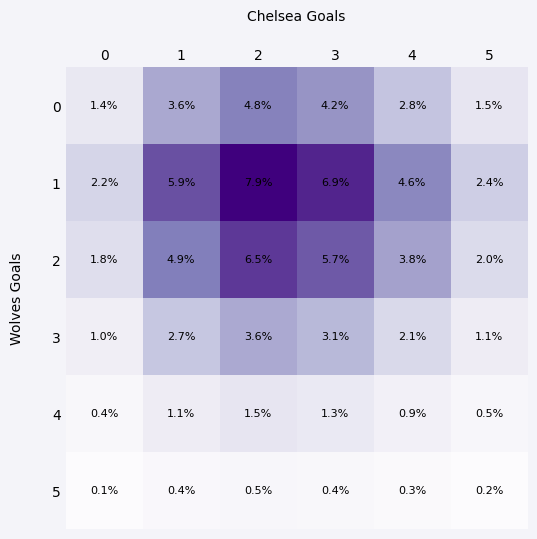 Chelsea Goals
0 1 2 3 4 5
0 1.4% 3.6% 4.8% 4.2% 2.8% 1.5%
1 2.2% 5.9% 7.9% 6.9% 4.6% 2.4%
2 1.8% 4.9% 6.5% 5.7% 3.8% 2.0%
3 1.0% 2.7% 3.6% 3.1% 2.1% 1.1%
4 0.4% 1.1% 1.5% 1.3% 0.9% 0.5%
5 0.1% 0.4% 0.5% 0.4% 0.3% 0.2%
Wolves Goals